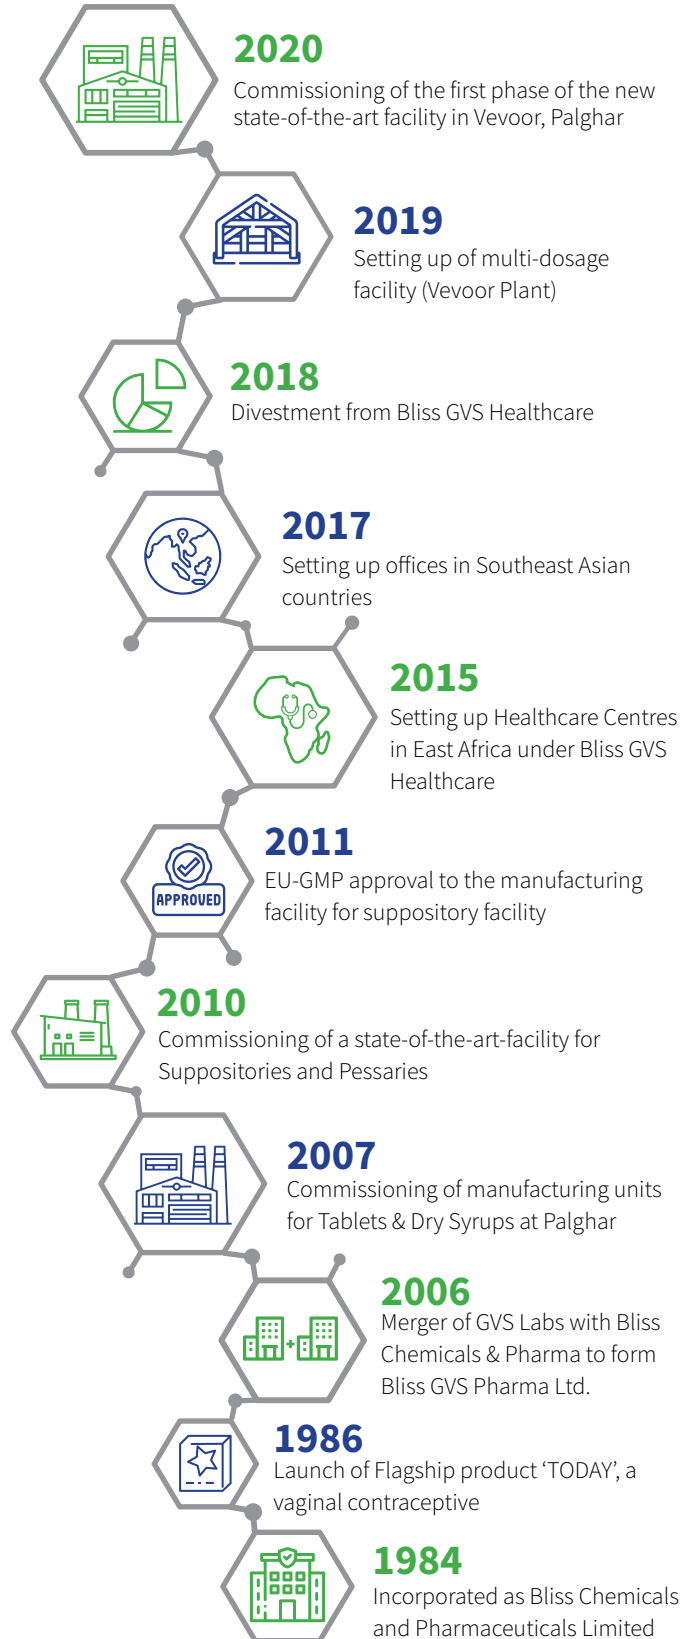 2020
Commissioning of the first phase of the new
state-of-the-art facility in Vevoor, Palghar
2019
Setting up of multi-dosage
facility (Vevoor Plant)
2018
Divestment from Bliss GVS Healthcare
2017
Setting up offices in Southeast Asian
countries
2015
Setting up Healthcare Centres
in East Africa under Bliss GVS
Healthcare
2011
EU-GMP approval to the manufacturing
facility for suppository facility
APPROVED
2010
Commissioning of a state-of-the-art-facility for
Suppositories and Pessaries
2007
Commissioning of manufacturing units
for Tablets & Dry Syrups at Palghar
2006
Merger of GVS Labs with Bliss
Chemicals & Pharma to form
Bliss GVS Pharma Ltd.
1986
Launch of Flagship product ‘TODAY’, a
vaginal contraceptive
1984
Incorporated as Bliss Chemicals
and Pharmaceuticals Limited